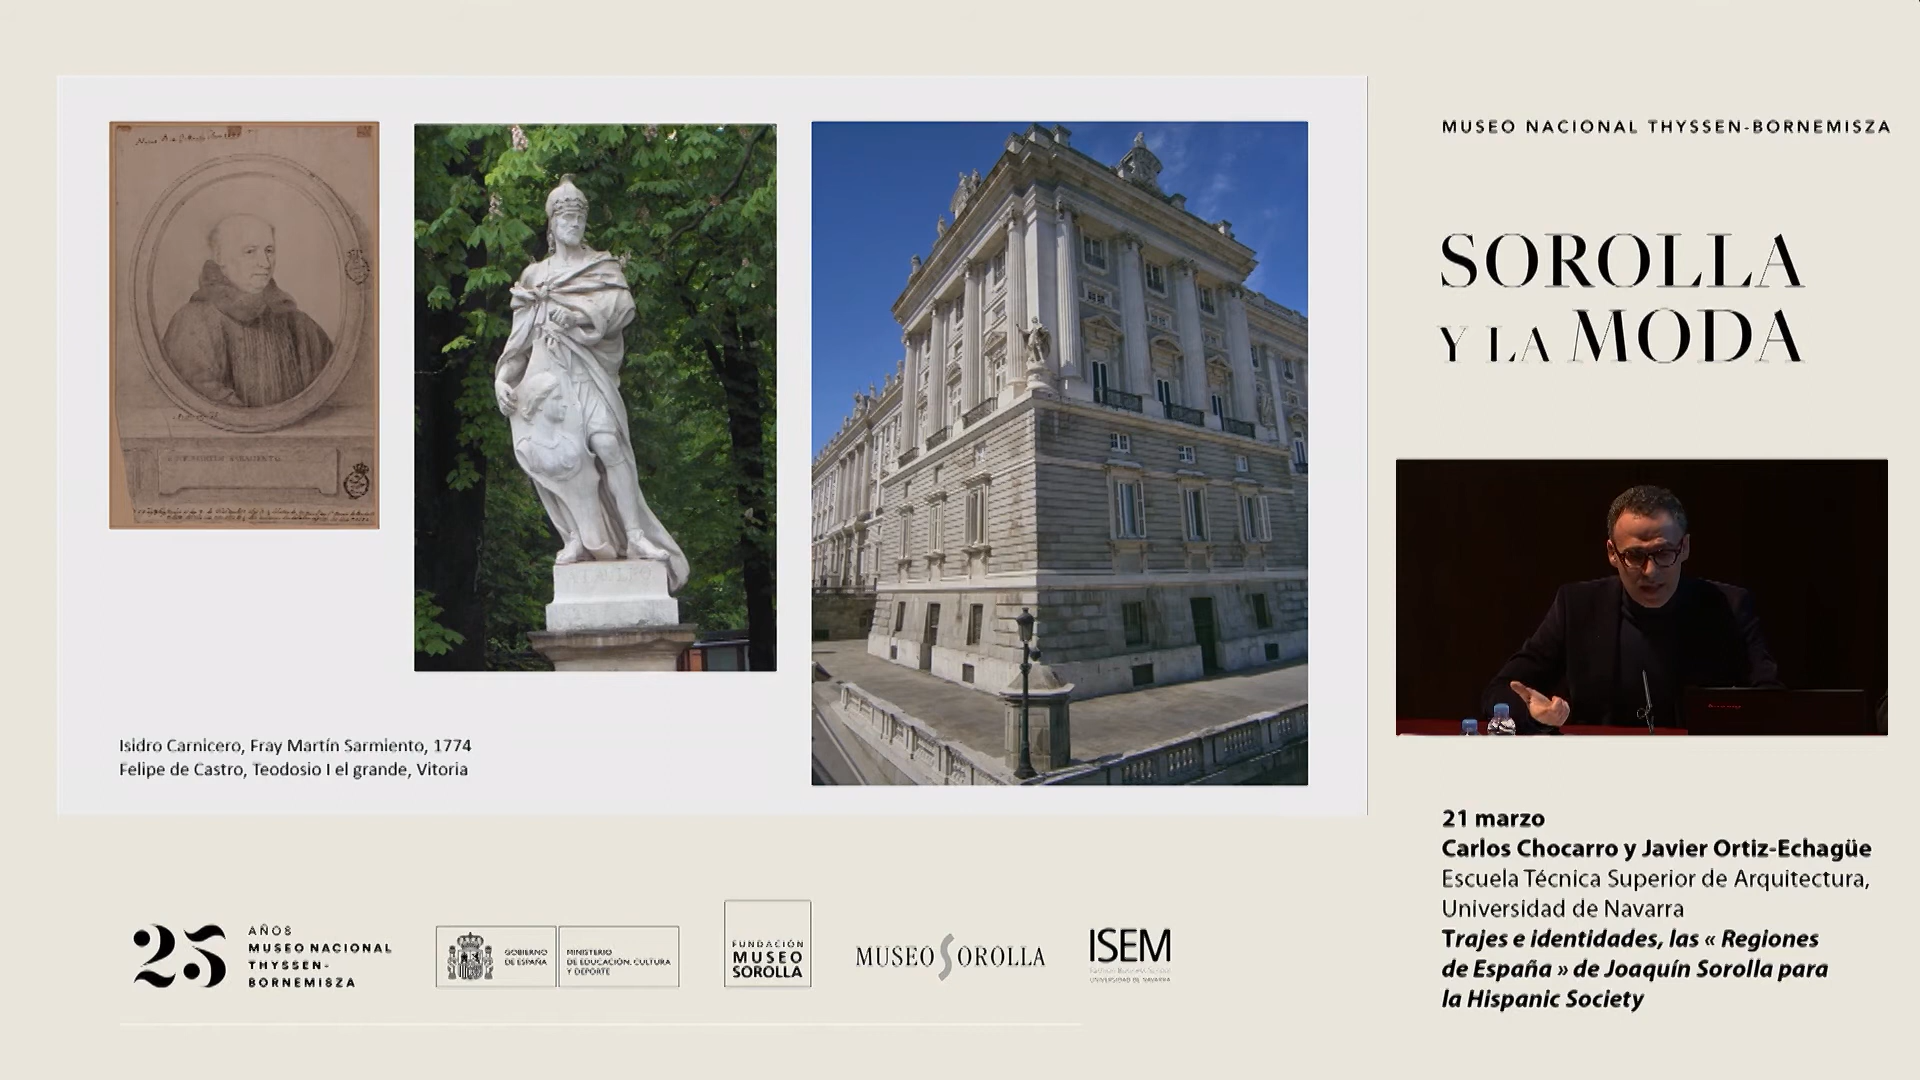 MUSEO NACIONAL THYSSEN-BORNEMISZA
SOROLLA
Y LA MODA
Isidro Carnicero, Fray Martín Sarmiento, 1774
Felipe de Castro, Teodosio I el grande, Vitoria
21 marzo
Carlos Chocarro y Javier Ortiz-Echagüe
Escuela Técnica Superior de Arquitectura,
Universidad de Navarra
Trajes e identidades, las « Regiones
de España » de Joaquín Sorolla para
la Hispanic Society
25
AÑOS
MUSEO NACIONAL
THYSSEN-
BORNEMISZA
GOBIERNO
DE ESPAÑA
MINISTERIO
DE EDUCACIÓN, CULTURA
Y DEPORTE
FUNDACIÓN
MUSEO
SOROLLA
MUSEO SOROLLA
ISEM
UNIVERSIDAD DE NAVARRA